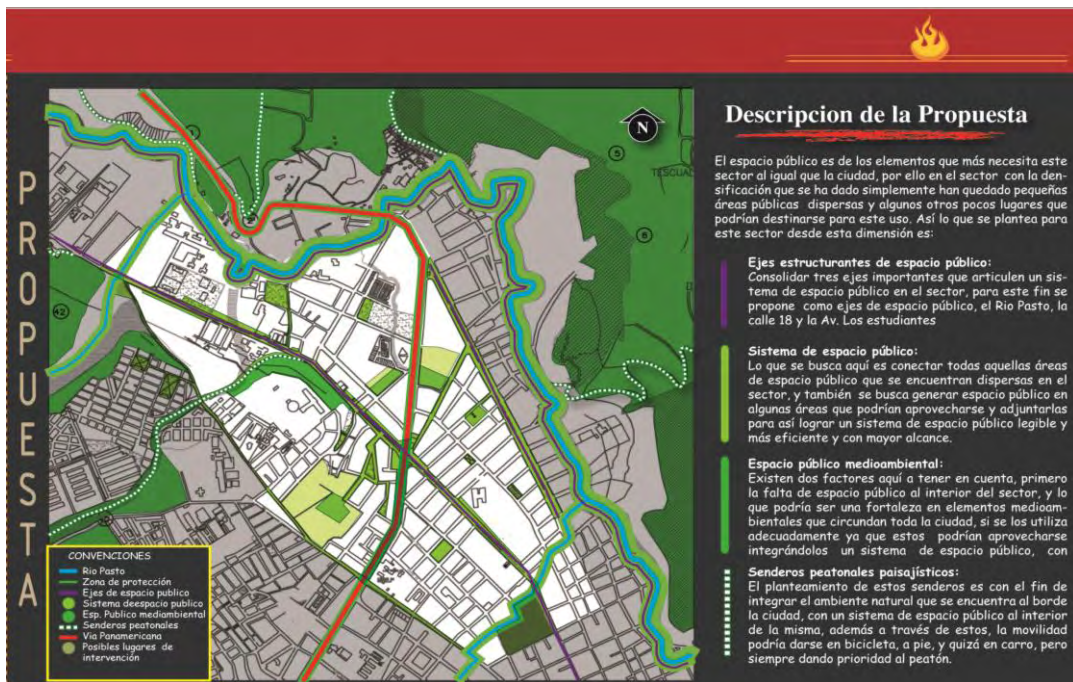 PROPUESTA
N
TESCUAL
1
5
6
42
CONVENCIONES
Rio Pasto
Zona de protección
Ejes de espacio publico
Sistema deespacio publico
Esp. Publico mediambental
Senderos peatonales
Via Panamericana
Posibles lugares de
intervención
Descripcion de la Propuesta
El espacio público es de los elementos que más necesita este
sector al igual que la ciudad, por ello en el sector con la den-
sificación que se ha dado simplemente han quedado pequeñas
áreas públicas dispersas y algunos otros pocos lugares que
podrían destinarse para este uso. Así lo que se plantea para
este sector desde esta dimensión es:
Ejes estructurantes de espacio público:
Consolidar tres ejes importantes que articulen un sis-
tema de espacio público en el sector, para este fin se
propone como ejes de espacio público, el Rio Pasto, la
calle 18 y la Av. Los estudiantes
Sistema de espacio público:
Lo que se busca aquí es conectar todas aquellas áreas
de espacio público que se encuentran dispersas en el
sector, y también se busca generar espacio público en
algunas áreas que podrían aprovecharse y adjuntarlas
para así lograr un sistema de espacio público legible y
más eficiente y con mayor alcance.
Espacio público medioambiental:
Existen dos factores aquí a tener en cuenta, primero
la falta de espacio público al interior del sector, y lo
que podría ser una fortaleza en elementos medioam-
bientales que circundan toda la ciudad, si se los utiliza
adecuadamente ya que estos podrían aprovecharse
integrándolos un sistema de espacio público, con
Senderos peatonales paisajísticos:
El planteamiento de estos senderos es con el fin de
integrar el ambiente natural que se encuentra al borde
la ciudad, con un sistema de espacio público al interior
de la misma, además a través de estos, la movilidad
podría darse en bicicleta, a pie, y quizá en carro, pero
siempre dando prioridad al peatón.